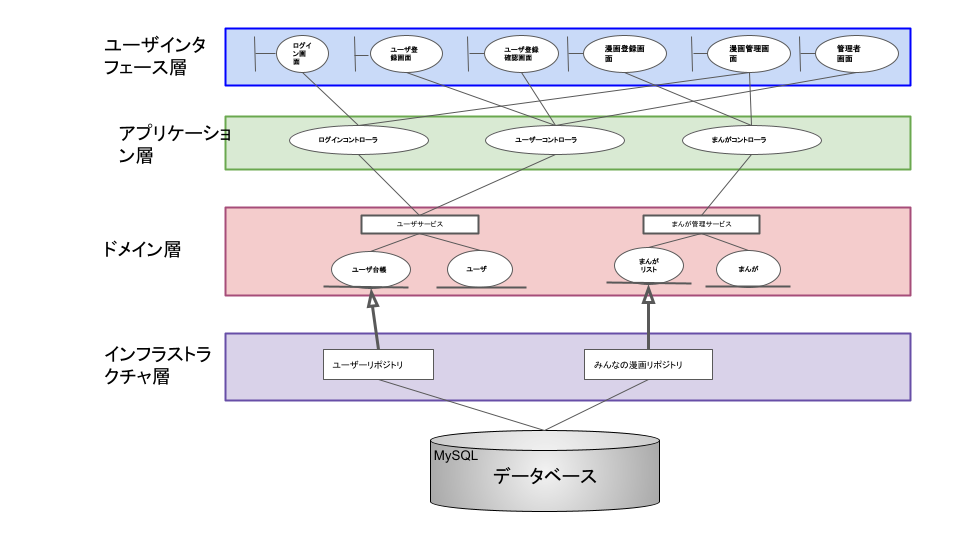 ユーザインタ
フェース層
ログイ
ン画
面
ユーザ登
録画面
ユーザ登録
確認画面
漫画登録画
面
漫画管理画
面
管理者
画面
アプリケーショ
ン層
ログインコントローラ
ユーザーコントローラ
まんがコントローラ
ドメイン層
ユーザサービス
まんが管理サービス
ユーザ台帳
ユーザ
まんが
リスト
まんが
インフラストラ
クチャ層
ユーザーリポジトリ
みんなの漫画リポジトリ
MySQL
データベース